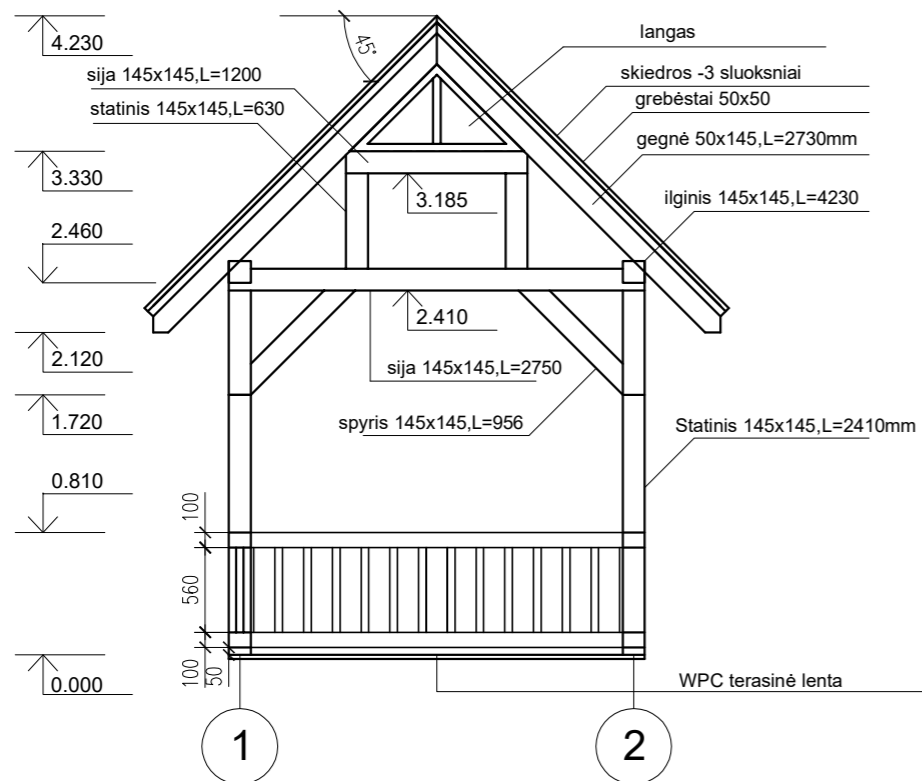 4.230
45°
langas
sija 145x145,L=1200
skiedros -3 sluoksniai
statinis 145x145,L=630
grebėstai 50x50
gegnė 50x145,L=2730mm
3.330
3.185
ilginis 145x145,L=4230
2.460
2.410
2.120
sija 145x145,L=2750
1.720
spyris 145x145,L=956
Statinis 145x145,L=2410mm
0.810
100
560
100
50
0.000
WPC terasinė lenta
1
2